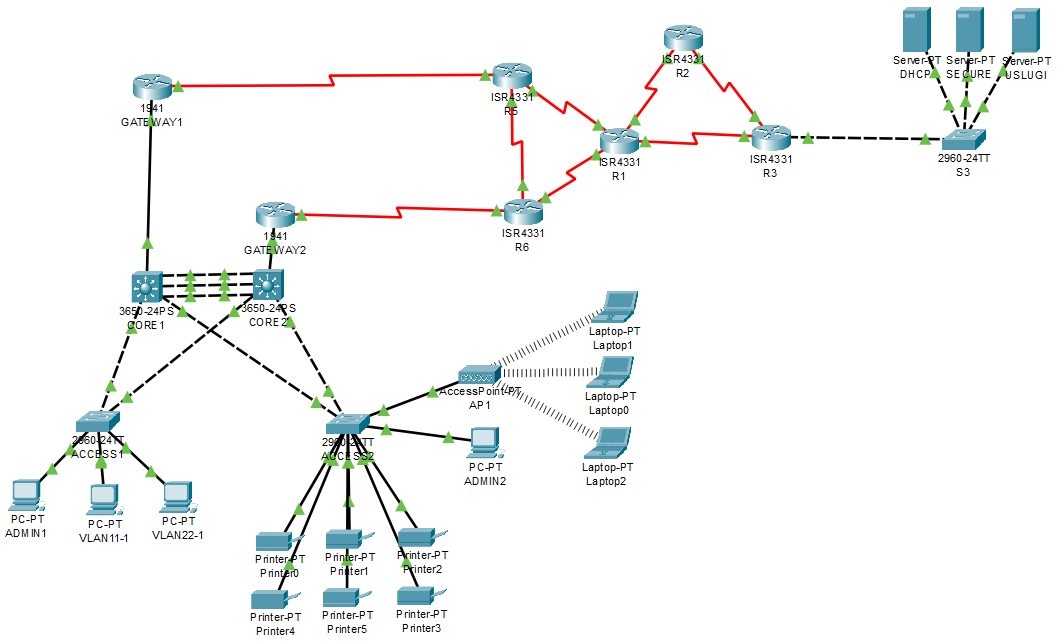 ISR4331
R2
Server-PT
DHCP
Server-PT
SECURE
Server-PT
USLUGI
1941
GATEWAY1
ISR4331
R5
ISR4331
R1
ISR4331
R3
2960-24TT
S3
1941
GATEWAY2
ISR4331
R6
3650-24PS
CORE1
3650-24PS
CORE2
Laptop-PT
Laptop1
AccessPoint-PT
AP1
Laptop-PT
Laptop0
2960-24TT
ACCESS1
2960-24TT
ACCESS2
PC-PT
ADMIN2
Laptop-PT
Laptop2
PC-PT
ADMIN1
PC-PT
VLAN11-1
PC-PT
VLAN22-1
Printer-PT
Printer0
Printer-PT
Printer1
Printer-PT
Printer2
Printer-PT
Printer4
Printer-PT
Printer5
Printer-PT
Printer3